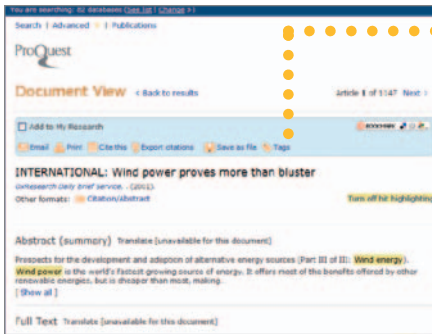 You are searching: 82 databases [See list | Change >]
Search | Advanced | Publications
ProQuest
Document View < Back to results
Article 1 of 1147 Next >
Add to My Research
BOOKMARK
Email Print Cite this Export citations Save as file Tags
INTERNATIONAL: Wind power proves more than bluster
OxResearch Daily Brief Service. . (2001).
Other formats: Citation/Abstract
Turn off hit highlighting
Abstract (summary) Translate [unavailable for this document]
Prospects for the development and adoption of alternative energy sources (Part III of III: Wind energy).
Wind power is the world's fastest growing source of energy. It offers most of the benefits offered by other
renewable energies, but is cheaper than most, making
[ Show all ]
Full Text Translate [unavailable for this document]